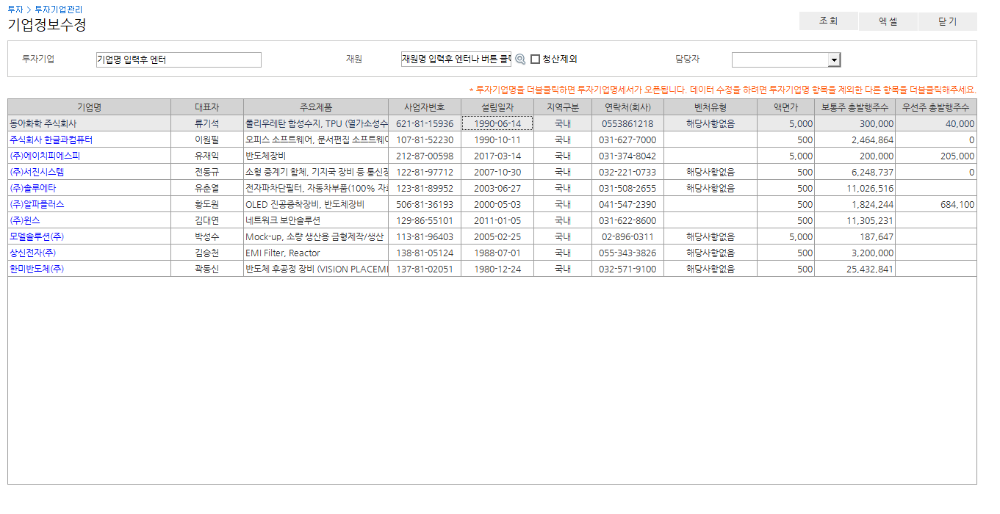 투자 > 투자기업관리
기업정보수정
조 회 엑 셀 닫 기
투자기업 기업명 입력후 엔터 재원 재원명 입력후 엔터나 버튼 클릭 청산제외 담당자
* 투자기업명을 더블클릭하면 투자기업명세서가 오픈됩니다. 데이터 수정을 하려면 투자기업명 항목을 제외한 다른 항목을 더블클릭해주세요.
기업명 대표자 주요제품 사업자번호 설립일자 지역구분 연락처(회사) 벤처유형 액면가 보통주 총발행주수 우선주 총발행주수
동아화학 주식회사 류기석 폴리우레탄 합성수지, TPU (열가소성수 621-81-15936 1990-06-14 국내 0553861218 해당사항없음 5,000 300,000 40,000
주식회사 한글과컴퓨터 이원필 오피스 소프트웨어, 문서편집 소프트웨어 107-81-52230 1990-10-11 국내 031-627-7000 500 2,464,864 0
(주)에이치피에스피 유재익 반도체장비 212-87-00598 2017-03-14 국내 031-374-8042 5,000 200,000 205,000
(주)서진시스템 전동규 소형 중계기 함체, 기지국 장비 등 통신장 122-81-97712 2007-10-30 국내 032-221-0733 해당사항없음 500 6,248,737 0
(주)솔루에타 유춘열 전자파차단필터, 자동차부품(100% 자회 123-81-89952 2003-06-27 국내 031-508-2655 해당사항없음 500 11,026,516
(주)알파플러스 황도원 OLED 진공증착장비, 반도체장비 506-81-36193 2000-05-03 국내 041-547-2390 500 1,824,244 684,100
(주)윈스 김대연 네트워크 보안솔루션 129-86-55101 2011-01-05 국내 031-622-8600 500 11,305,231
모델솔루션(주) 박성수 Mock-up, 소량 생산용 금형제작/생산 113-81-96403 2005-02-25 국내 02-896-0311 해당사항없음 5,000 187,647
상신전자(주) 김승천 EMI Filter, Reactor 138-81-05124 1988-07-01 국내 055-343-3826 해당사항없음 500 3,200,000
한미반도체(주) 곽동신 반도체 후공정 장비 (VISION PLACEME 137-81-02051 1980-12-24 국내 032-571-9100 해당사항없음 500 25,432,841